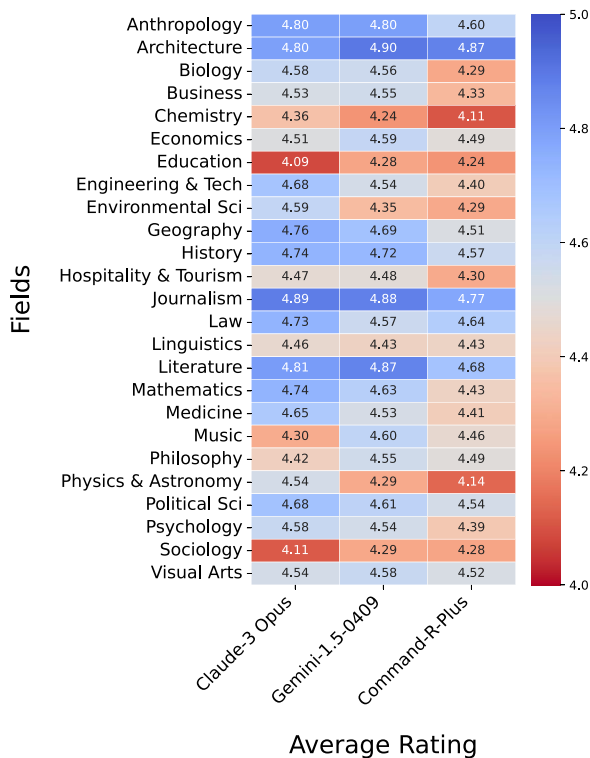 Fields
Anthropology 4.80 4.80 4.60
Architecture 4.80 4.90 4.87
Biology 4.58 4.56 4.29
Business 4.53 4.55 4.33
Chemistry 4.36 4.24 4.11
Economics 4.51 4.59 4.49
Education 4.09 4.28 4.24
Engineering & Tech 4.68 4.54 4.40
Environmental Sci 4.59 4.35 4.29
Geography 4.76 4.69 4.51
History 4.74 4.72 4.57
Hospitality & Tourism 4.47 4.48 4.30
Journalism 4.89 4.88 4.77
Law 4.73 4.57 4.64
Linguistics 4.46 4.43 4.43
Literature 4.81 4.87 4.68
Mathematics 4.74 4.63 4.43
Medicine 4.65 4.53 4.41
Music 4.30 4.60 4.46
Philosophy 4.42 4.55 4.49
Physics & Astronomy 4.54 4.29 4.14
Political Sci 4.68 4.61 4.54
Psychology 4.58 4.54 4.39
Sociology 4.11 4.29 4.28
Visual Arts 4.54 4.58 4.52
Claude-3 Opus
Gemini-1.5-0409
Command-R-Plus
Average Rating
5.0
4.8
4.6
4.4
4.2
4.0